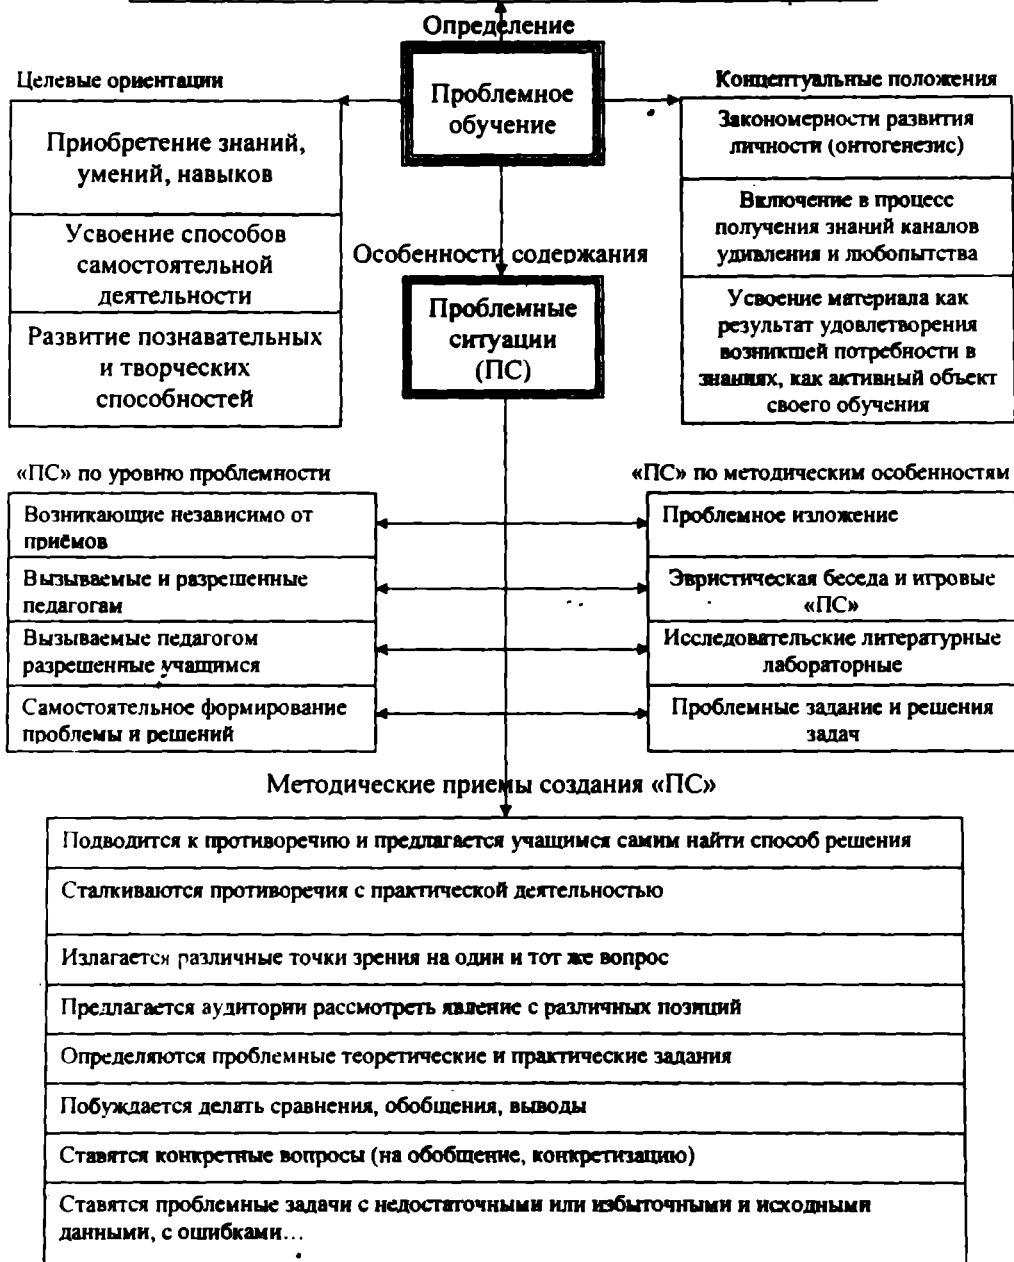 Определение
Проблемное
обучение
Целевые ориентации
Приобретение знаний,
умений, навыков
Усвоение способов
самостоятельной
деятельности
Развитие познавательных
и творческих
способностей
Концептуальные положения
Закономерности развития
личности (онтогенезис)
Включение в процесс
получения знаний каналов
удивления и любопытства
Усвоение материала как
результат удовлетворения
возникшей потребности в
знаниях, как активный объект
своего обучения
Особенности содержания
Проблемные
ситуации
(ПС)
«ПС» по уровню проблемности
Возникающие независимо от
приёмов
Вызываемые и разрешенные
педагогам
Вызываемые педагогом
разрешенные учащимся
Самостоятельное формирование
проблемы и решений
«ПС» по методическим особенностям
Проблемное изложение
Эвристическая беседа и игровые
«ПС»
Исследовательские литературные
лабораторные
Проблемные задание и решения
задач
Методические приемы создания «ПС»
Подводится к противоречию и предлагается учащимся самим найти способ решения
Сталкиваются противоречия с практической деятельностью
Излагается различные точки зрения на один и тот же вопрос
Предлагается аудитории рассмотреть явление с различных позиций
Определяются проблемные теоретические и практические задания
Побуждается делать сравнения, обобщения, выводы
Ставятся конкретные вопросы (на обобщение, конкретизацию)
Ставятся проблемные задачи с недостаточными или избыточными и исходными
данными, с ошибками…